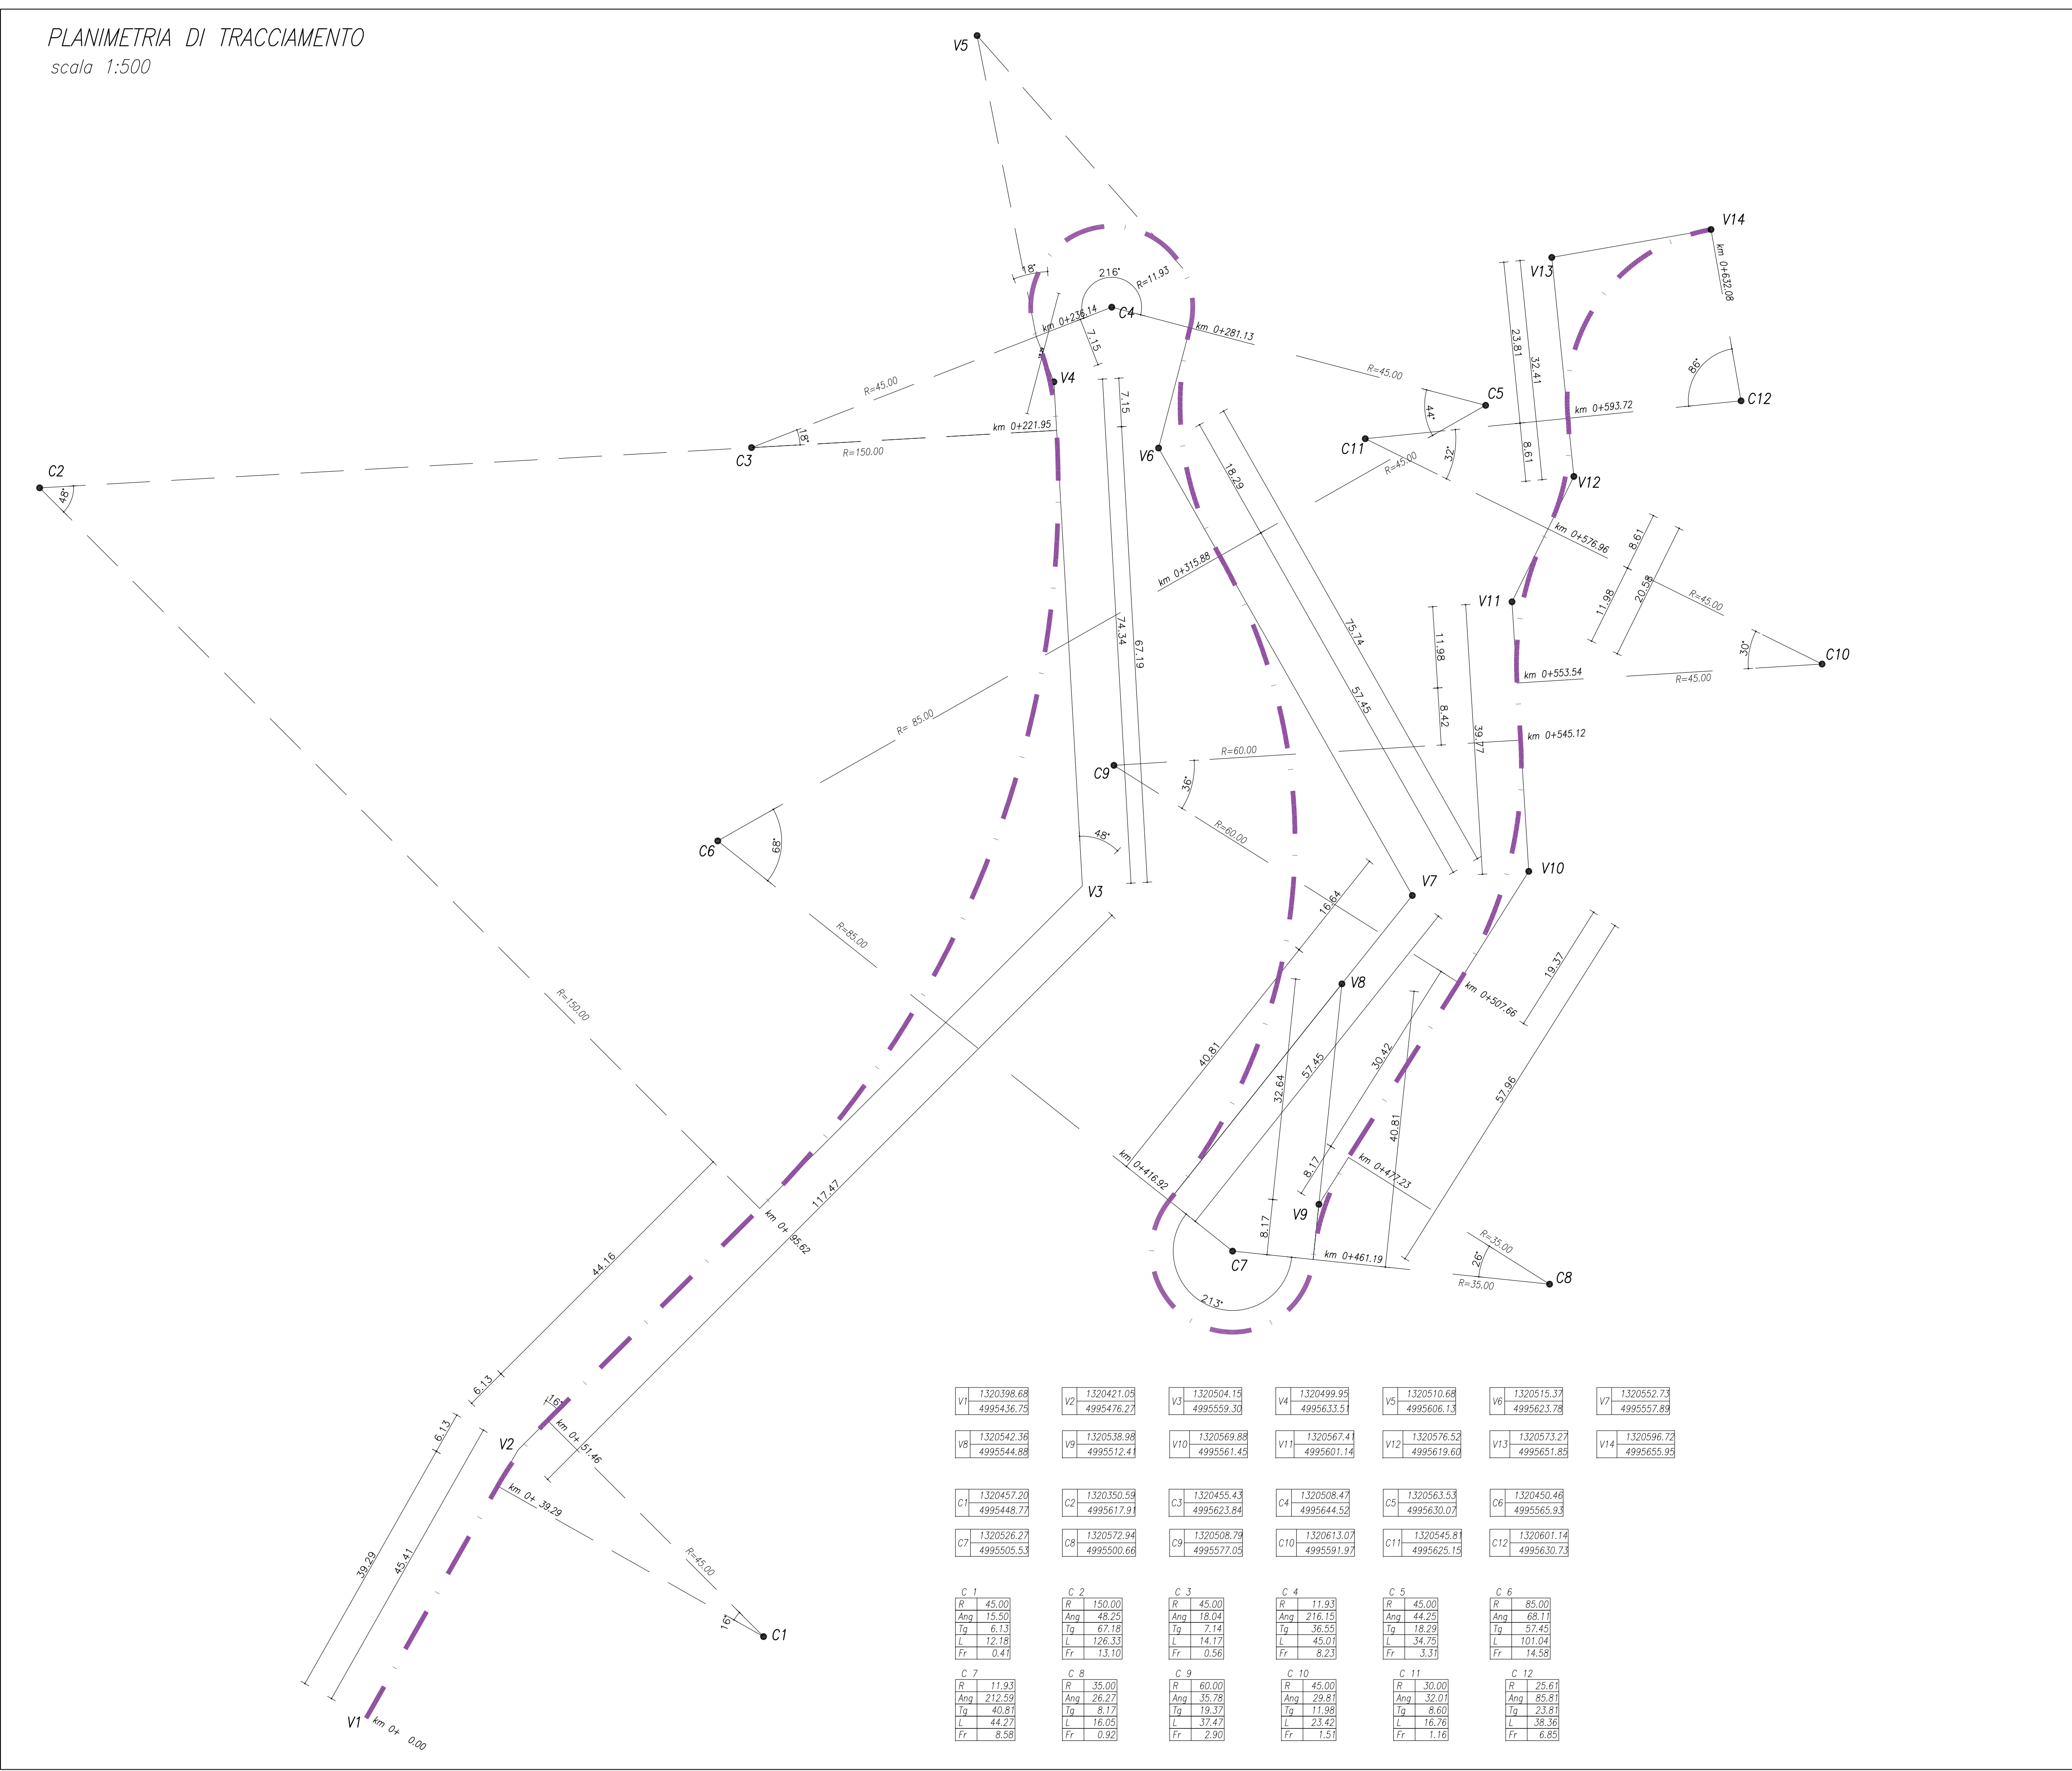 PLANIMETRIA DI TRACCIAMENTO
scala 1:500
V5
V14
V13
km 0+632.08
18°
216°
R=11.93
C4
km 0+236.14
7.15
km 0+281.13
23.81
32.41
86°
R=45.00
R=45.00
V4
7.15
C5
44°
C12
km 0+593.72
km 0+221.95
18°
C3
R=150.00
C11
32°
R=45.00
8.61
V6
C2
48°
18.29
V12
km 0+576.96
8.61
km 0+315.88
11.98
20.58
R=45.00
V11
74.34
67.19
75.74
11.98
30°
C10
km 0+553.54
R=45.00
57.45
8.42
39.77
R= 85.00
km 0+545.12
R=60.00
C9
36°
R=60.00
48°
C6
68°
V3
V7
V10
16.64
R=85.00
19.37
V8
km 0+507.66
R=150.00
40.81
57.45
32.64
30.42
57.96
40.81
km 0+416.92
8.17
km 0+477.23
117.47
km 0+ 95.62
V9
8.17
44.16
C7
km 0+461.19
R=35.00
26°
R=35.00
C8
213°
6.13
16°
6.13
V2
km 0+ 51.46
km 0+ 39.29
39.29
45.41
R=45.00
16°
C1
V1
km 0+ 0.00
V1 1320398.68 4995436.75
V2 1320421.05 4995476.27
V3 1320504.15 4995559.30
V4 1320499.95 4995633.51
V5 1320510.68 4995606.13
V6 1320515.37 4995623.78
V7 1320552.73 4995557.89
V8 1320542.36 4995544.88
V9 1320538.98 4995512.41
V10 1320569.88 4995561.45
V11 1320567.41 4995601.14
V12 1320576.52 4995619.60
V13 1320573.27 4995651.85
V14 1320596.72 4995655.95
C1 1320457.20 4995448.77
C2 1320350.59 4995617.91
C3 1320455.43 4995623.84
C4 1320508.47 4995644.52
C5 1320563.53 4995630.07
C6 1320450.46 4995565.93
C7 1320526.27 4995505.53
C8 1320572.94 4995500.66
C9 1320508.79 4995577.05
C10 1320613.07 4995591.97
C11 1320545.81 4995625.15
C12 1320601.14 4995630.73
C 1
R 45.00
Ang 15.50
Tg 6.13
L 12.18
Fr 0.41
C 2
R 150.00
Ang 48.25
Tg 67.18
L 126.33
Fr 13.10
C 3
R 45.00
Ang 18.04
Tg 7.14
L 14.17
Fr 0.56
C 4
R 11.93
Ang 216.15
Tg 36.55
L 45.01
Fr 8.23
C 5
R 45.00
Ang 44.25
Tg 18.29
L 34.75
Fr 3.31
C 6
R 85.00
Ang 68.11
Tg 57.45
L 101.04
Fr 14.58
C 7
R 11.93
Ang 212.59
Tg 40.81
L 44.27
Fr 8.58
C 8
R 35.00
Ang 26.27
Tg 8.17
L 16.05
Fr 0.92
C 9
R 60.00
Ang 35.78
Tg 19.37
L 37.47
Fr 2.90
C 10
R 45.00
Ang 29.81
Tg 11.98
L 23.42
Fr 1.51
C 11
R 30.00
Ang 32.01
Tg 8.60
L 16.76
Fr 1.16
C 12
R 25.61
Ang 85.81
Tg 23.81
L 38.36
Fr 6.85